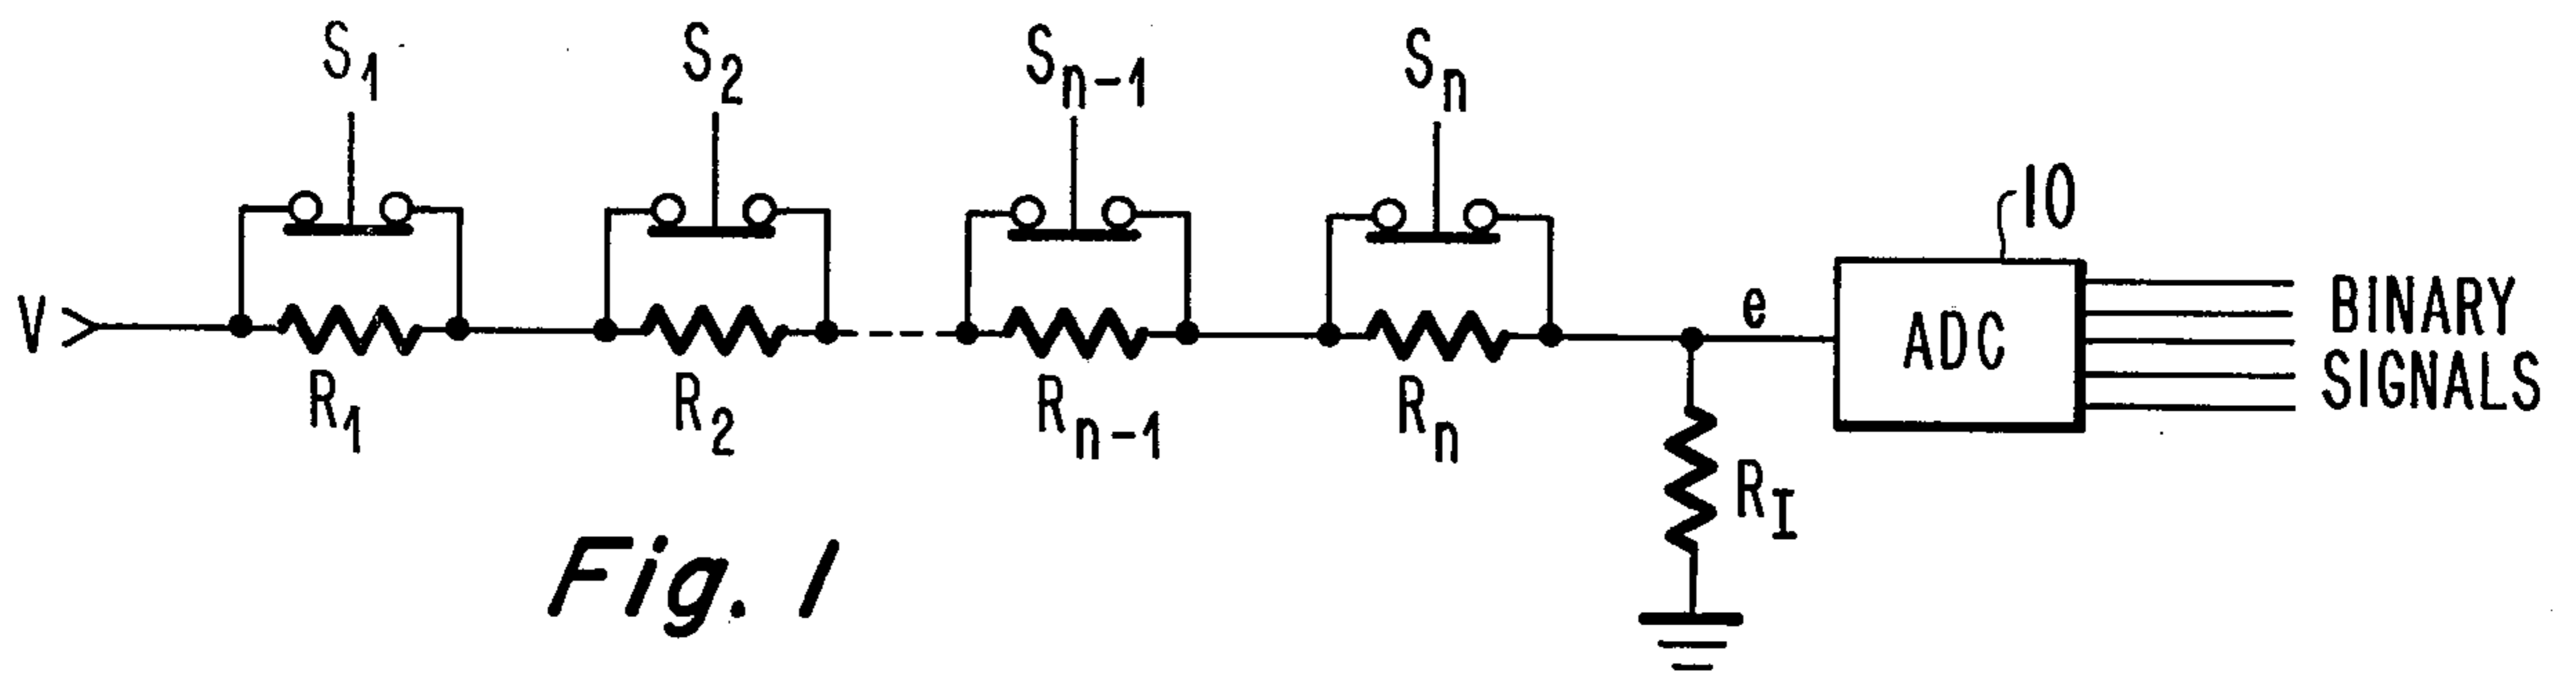 S1 S2 Sn-1 Sn
10
V e ADC BINARY
SIGNALS
R1 R2 Rn-1 Rn
RI
Fig. 1